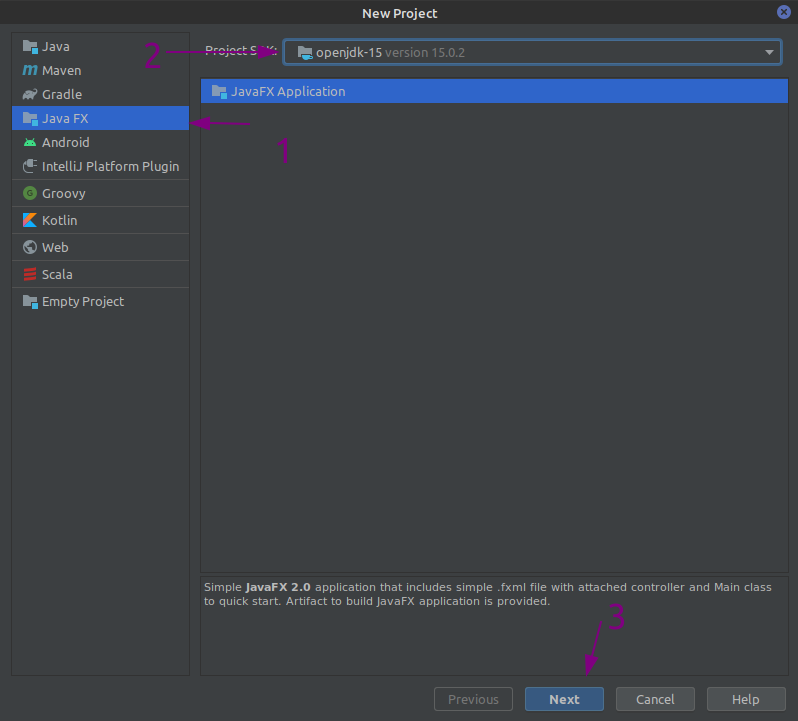 New Project
Java
m Maven
Gradle
Java FX
Android
IntelliJ Platform Plugin
G Groovy
Kotlin
Web
Scala
Empty Project
2
Project SDK:
openjdk-15 version 15.0.2
JavaFX Application
1
Simple JavaFX 2.0 application that includes simple .fxml file with attached controller and Main class
to quick start. Artifact to build JavaFX application is provided.
3
Previous
Next
Cancel
Help